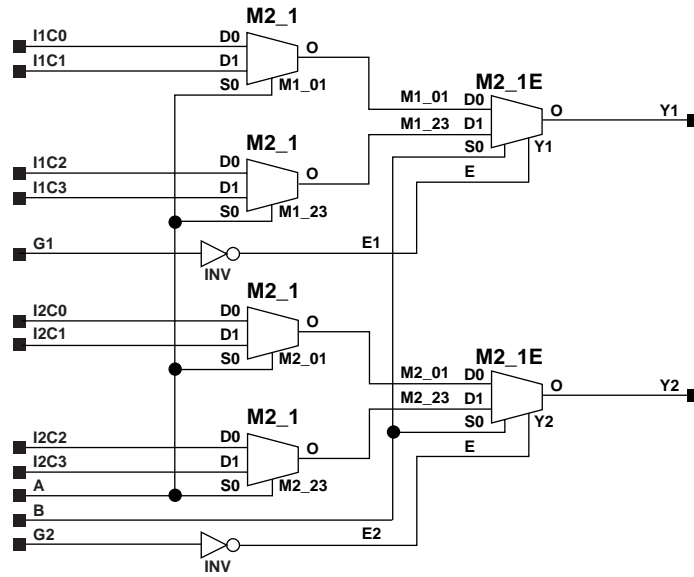 M2_1
I1C0
D0
O
I1C1
D1
S0
M1_01
M2_1E
M1_01
D0
O
Y1
M2_1
M1_23
D1
S0
Y1
I1C2
D0
O
E
I1C3
D1
S0
M1_23
G1
E1
INV
M2_1
I2C0
D0
O
I2C1
D1
S0
M2_01
M2_1E
M2_01
D0
O
Y2
M2_1
M2_23
D1
S0
Y2
I2C2
D0
O
E
I2C3
D1
A
S0
M2_23
B
G2
E2
INV